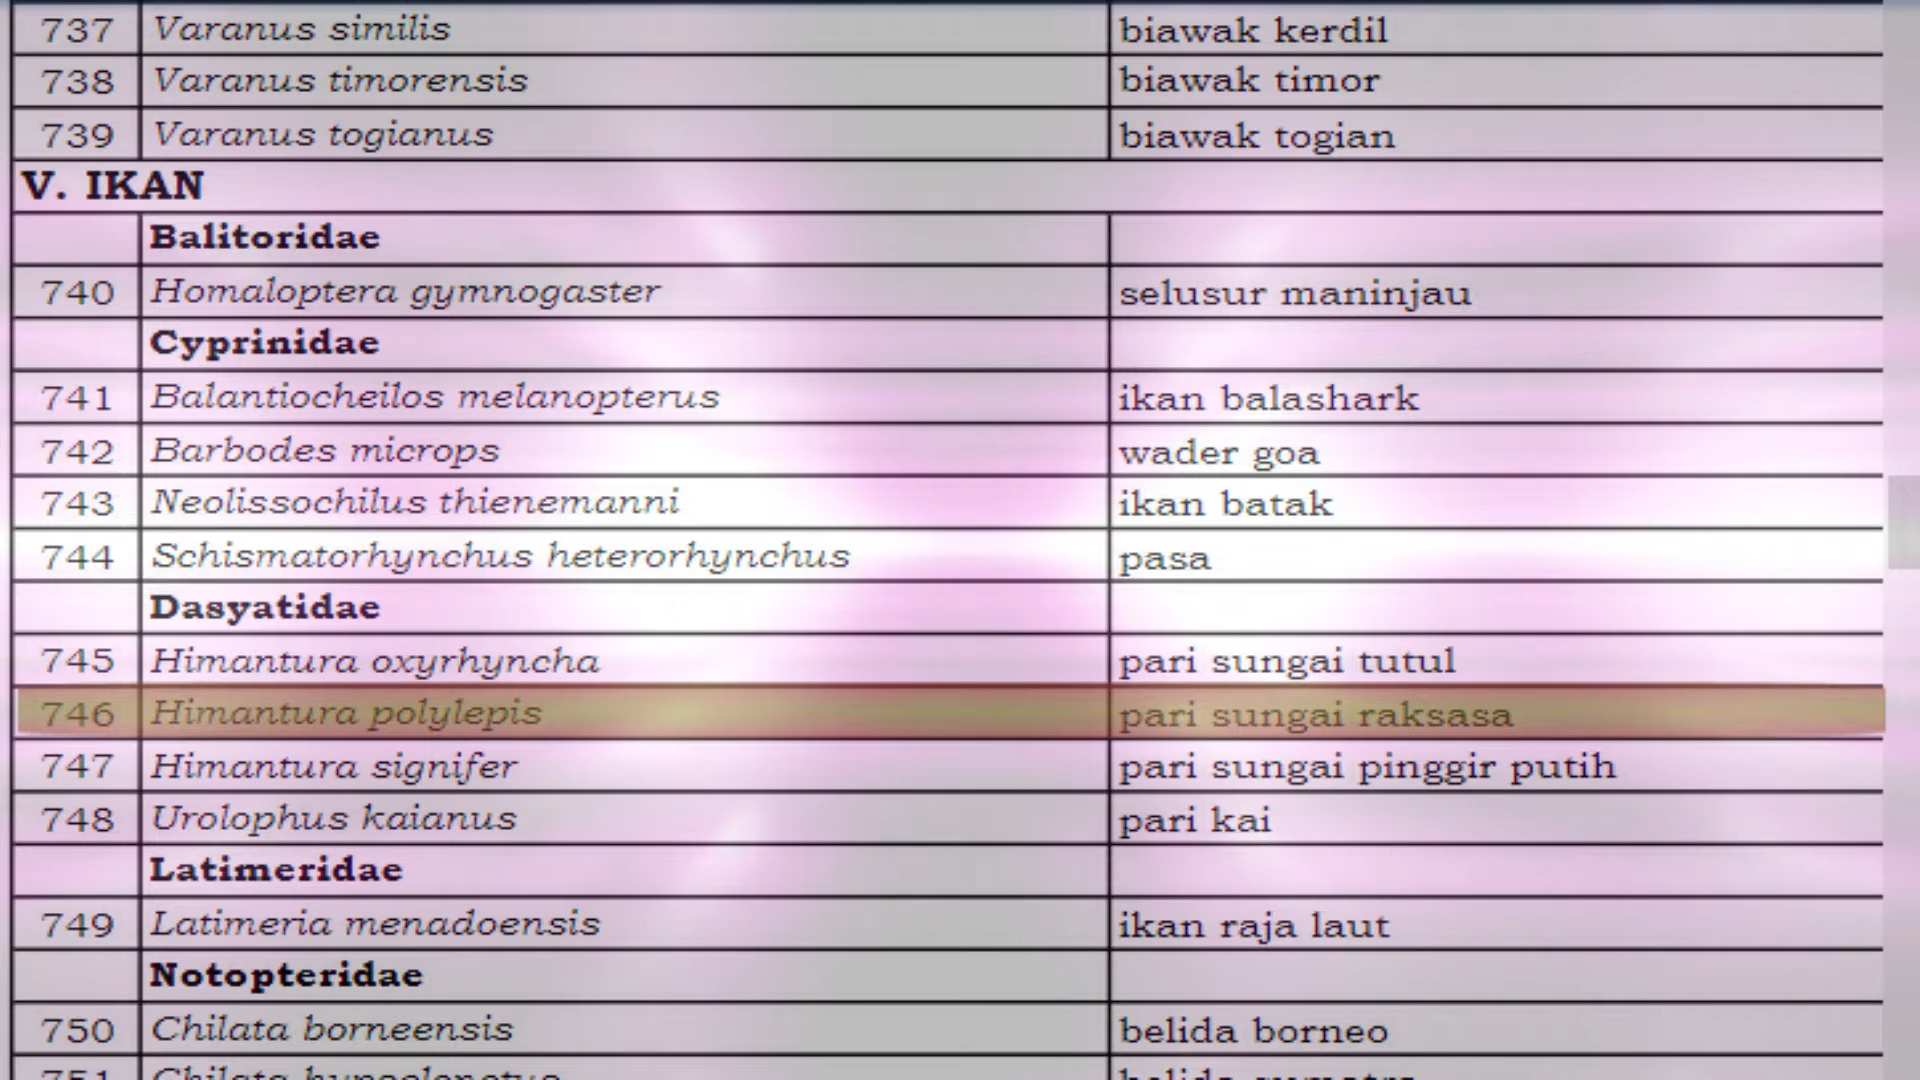 737 Varanus similis biawak kerdil
738 Varanus timorensis biawak timor
739 Varanus togianus biawak togian
V. IKAN
Balitoridae
740 Homaloptera gymnogaster selusur maninjau
Cyprinidae
741 Balantiocheilos melanopterus ikan balashark
742 Barbodes microps wader goa
743 Neolissochilus thienemanni ikan batak
744 Schismatorhynchus heterorhynchus pasa
Dasyatidae
745 Himantura oxyrhyncha pari sungai tutul
746 Himantura polylepis pari sungai raksasa
747 Himantura signifer pari sungai pinggir putih
748 Urolophus kaianus pari kai
Latimeridae
749 Latimeria menadoensis ikan raja laut
Notopteridae
750 Chilata borneensis belida borneo
751 Chilata belida